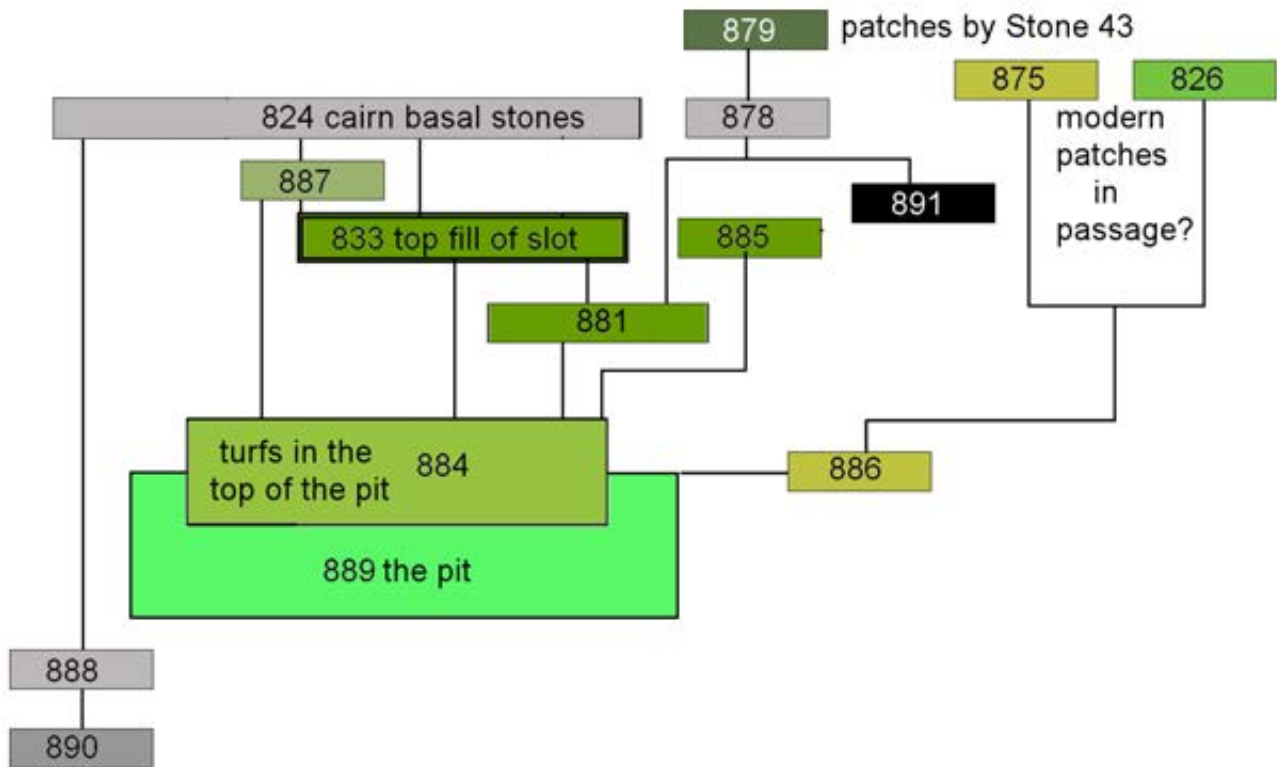 879 patches by Stone 43
875 826
824 cairn basal stones 878
modern
patches
in
passage?
887
891
833 top fill of slot 885
881
turfs in the
top of the pit 884
886
889 the pit
888
890